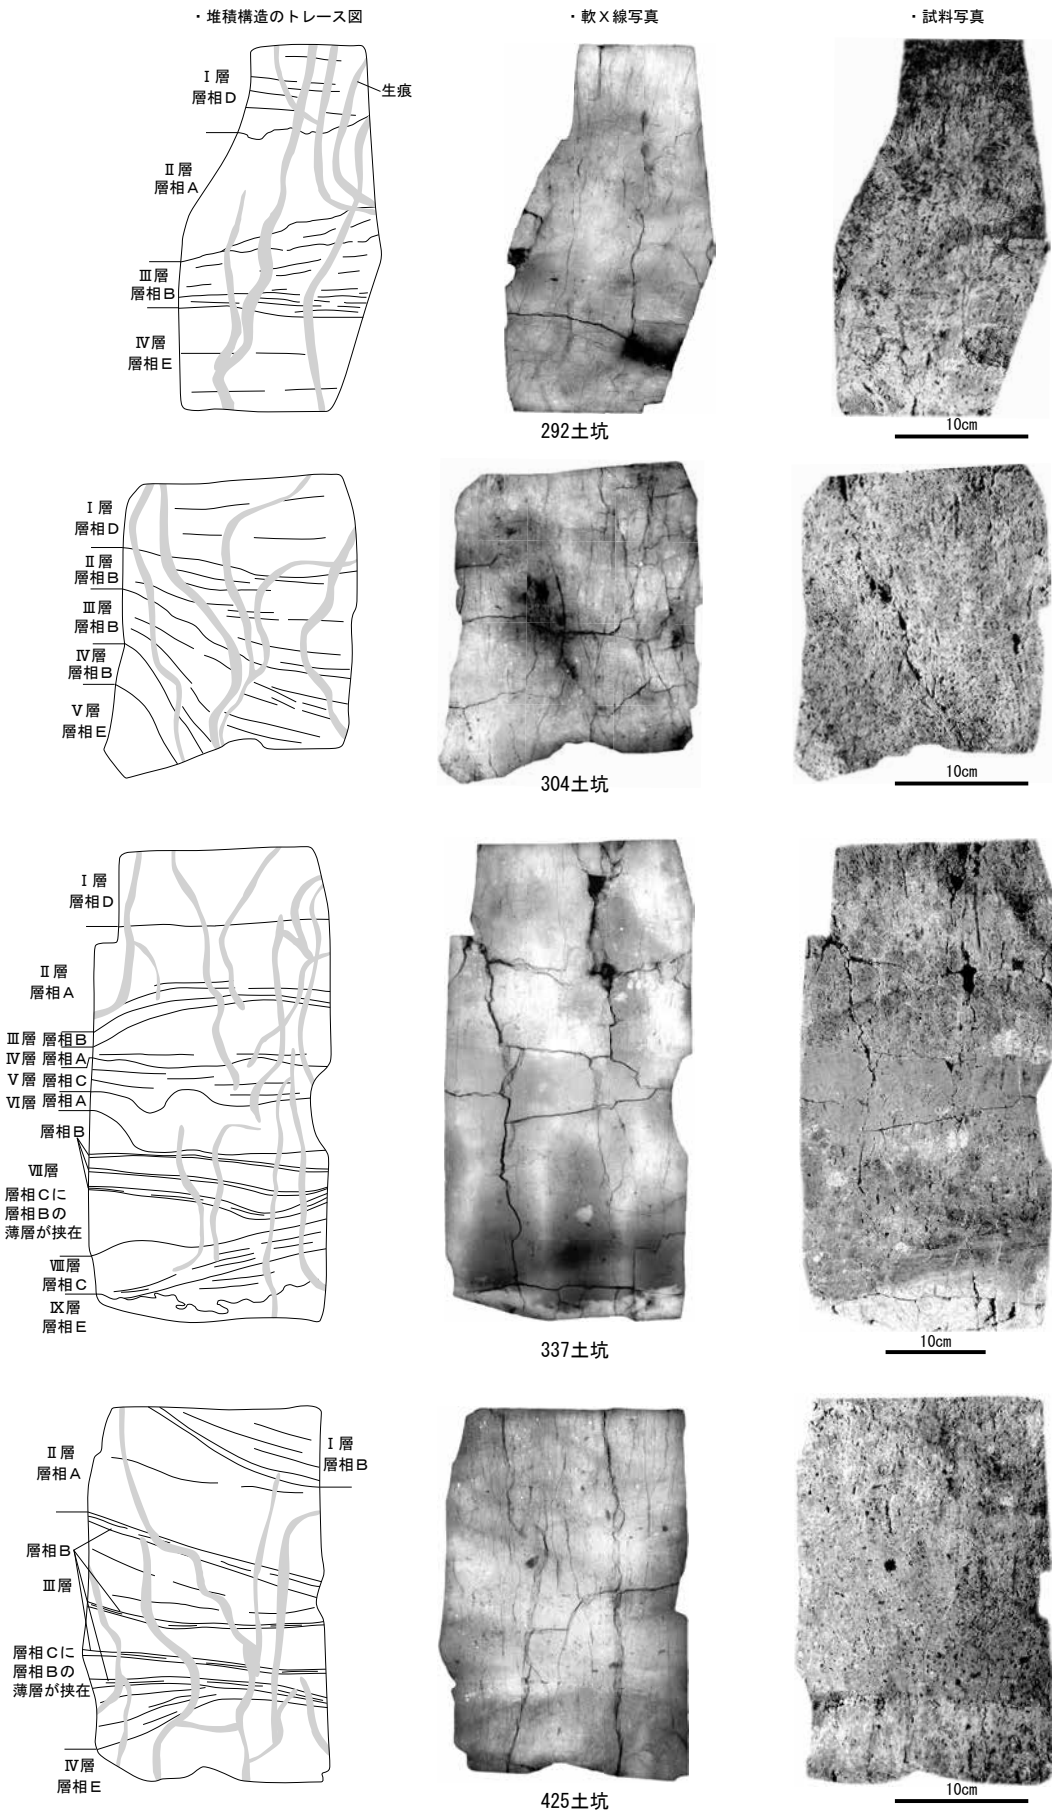 ・堆積構造のトレース図
・軟X線写真
・試料写真
Ⅰ層
層相D
生痕
Ⅱ層
層相A
Ⅲ層
層相B
Ⅳ層
層相E
292土坑
10cm
Ⅰ層
層相D
Ⅱ層
層相B
Ⅲ層
層相B
Ⅳ層
層相B
Ⅴ層
層相E
304土坑
10cm
Ⅰ層
層相D
Ⅱ層
層相A
Ⅲ層 層相B
Ⅳ層 層相A
Ⅴ層 層相C
Ⅵ層 層相A
層相B
Ⅶ層
層相Cに
層相Bの
薄層が挟在
Ⅷ層
層相C
Ⅸ層
層相E
337土坑
10cm
Ⅰ層
層相B
Ⅱ層
層相A
層相B
Ⅲ層
層相Cに
層相Bの
薄層が挟在
Ⅳ層
層相E
425土坑
10cm